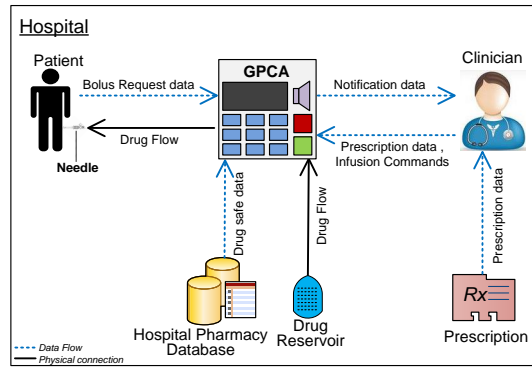 Hospital
Patient
GPCA
Clinician
Bolus Request data
Notification data
Drug Flow
Prescription data ,
Infusion Commands
Needle
Drug safe data
Drug Flow
Prescription data
Rx
Hospital Pharmacy
Database
Drug
Reservoir
Prescription
Data Flow
Physical connection